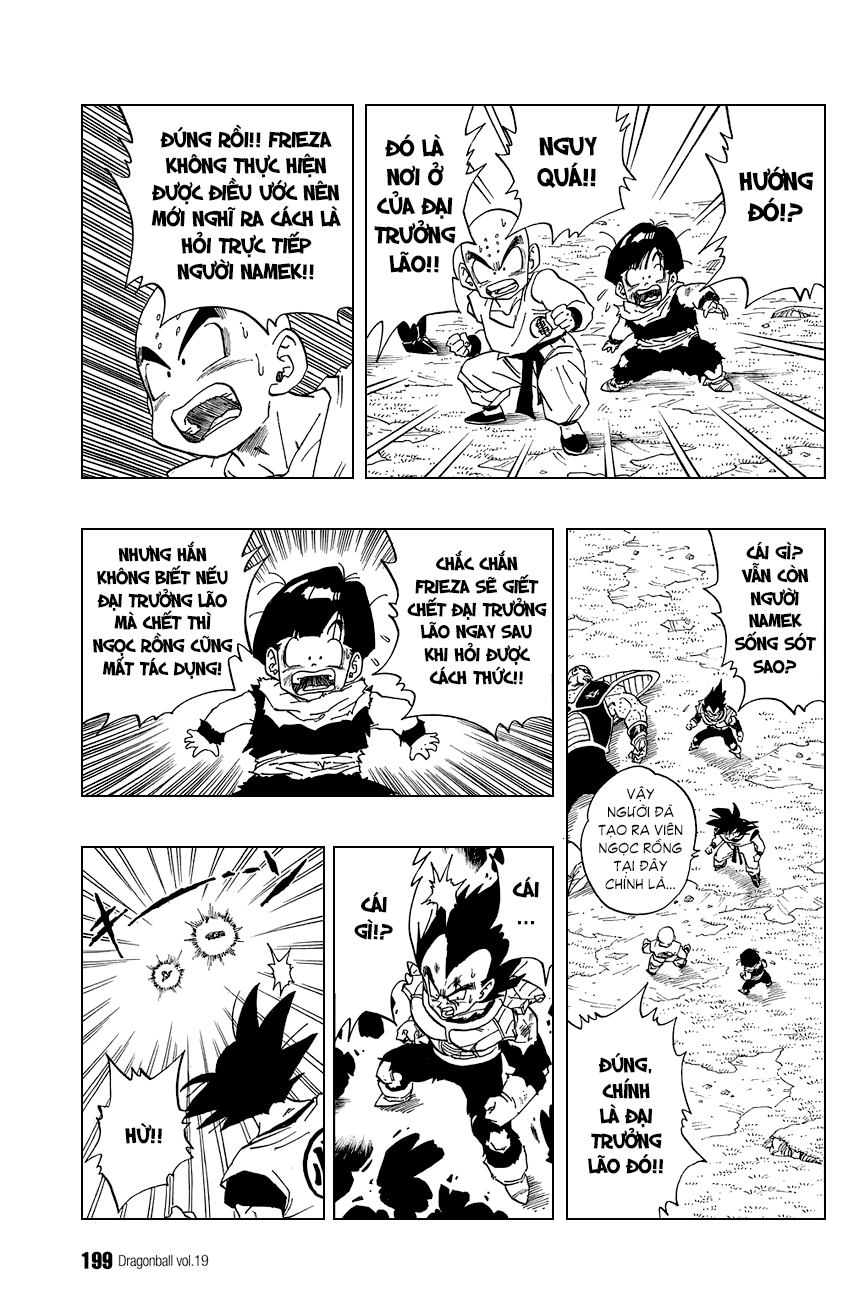 HƯỚNG
ĐÓ!?
NGUY
QUÁ!!
ĐÓ LÀ
NƠI Ở
CỦA ĐẠI
TRƯỞNG
LÃO!!
ĐÚNG RỒI!! FRIEZA
KHÔNG THỰC HIỆN
ĐƯỢC ĐIỀU ƯỚC NÊN
MỚI NGHĨ RA CÁCH LÀ
HỎI TRỰC TIẾP
NGƯỜI NAMEK!!
CÁI GÌ?
VẪN CÒN
NGƯỜI
NAMEK
SỐNG SÓT
SAO?
VẬY
NGƯỜI ĐÃ
TẠO RA VIÊN
NGỌC RỒNG
TẠI ĐÂY
CHÍNH LÀ...
ĐÚNG,
CHÍNH
LÀ ĐẠI
TRƯỞNG
LÃO ĐÓ!!
CHẮC CHẮN
FRIEZA SẼ GIẾT
CHẾT ĐẠI TRƯỞNG
LÃO NGAY SAU
KHI HỎI ĐƯỢC
CÁCH THỨC!!
NHƯNG HẮN
KHÔNG BIẾT NẾU
ĐẠI TRƯỞNG LÃO
MÀ CHẾT THÌ
NGỌC RỒNG CŨNG
MẤT TÁC DỤNG!
CÁI
...
CÁI
GÌ!?
HỪ!!
199 Dragonball vol.19